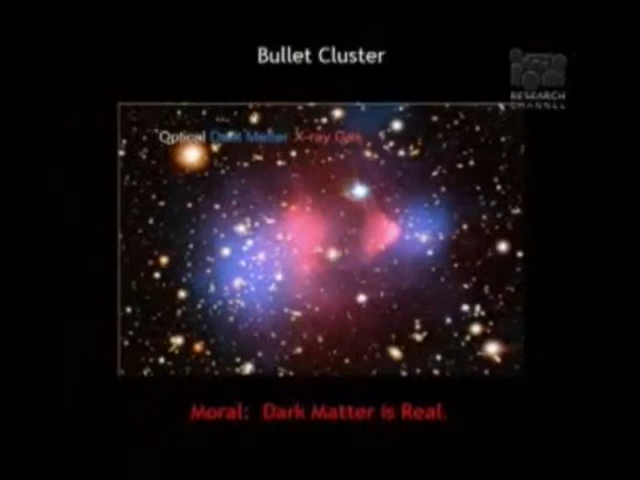 Bullet Cluster
RESEARCH
CHANNEL
Optical Dark Matter X-ray Gas
Moral: Dark Matter is Real.